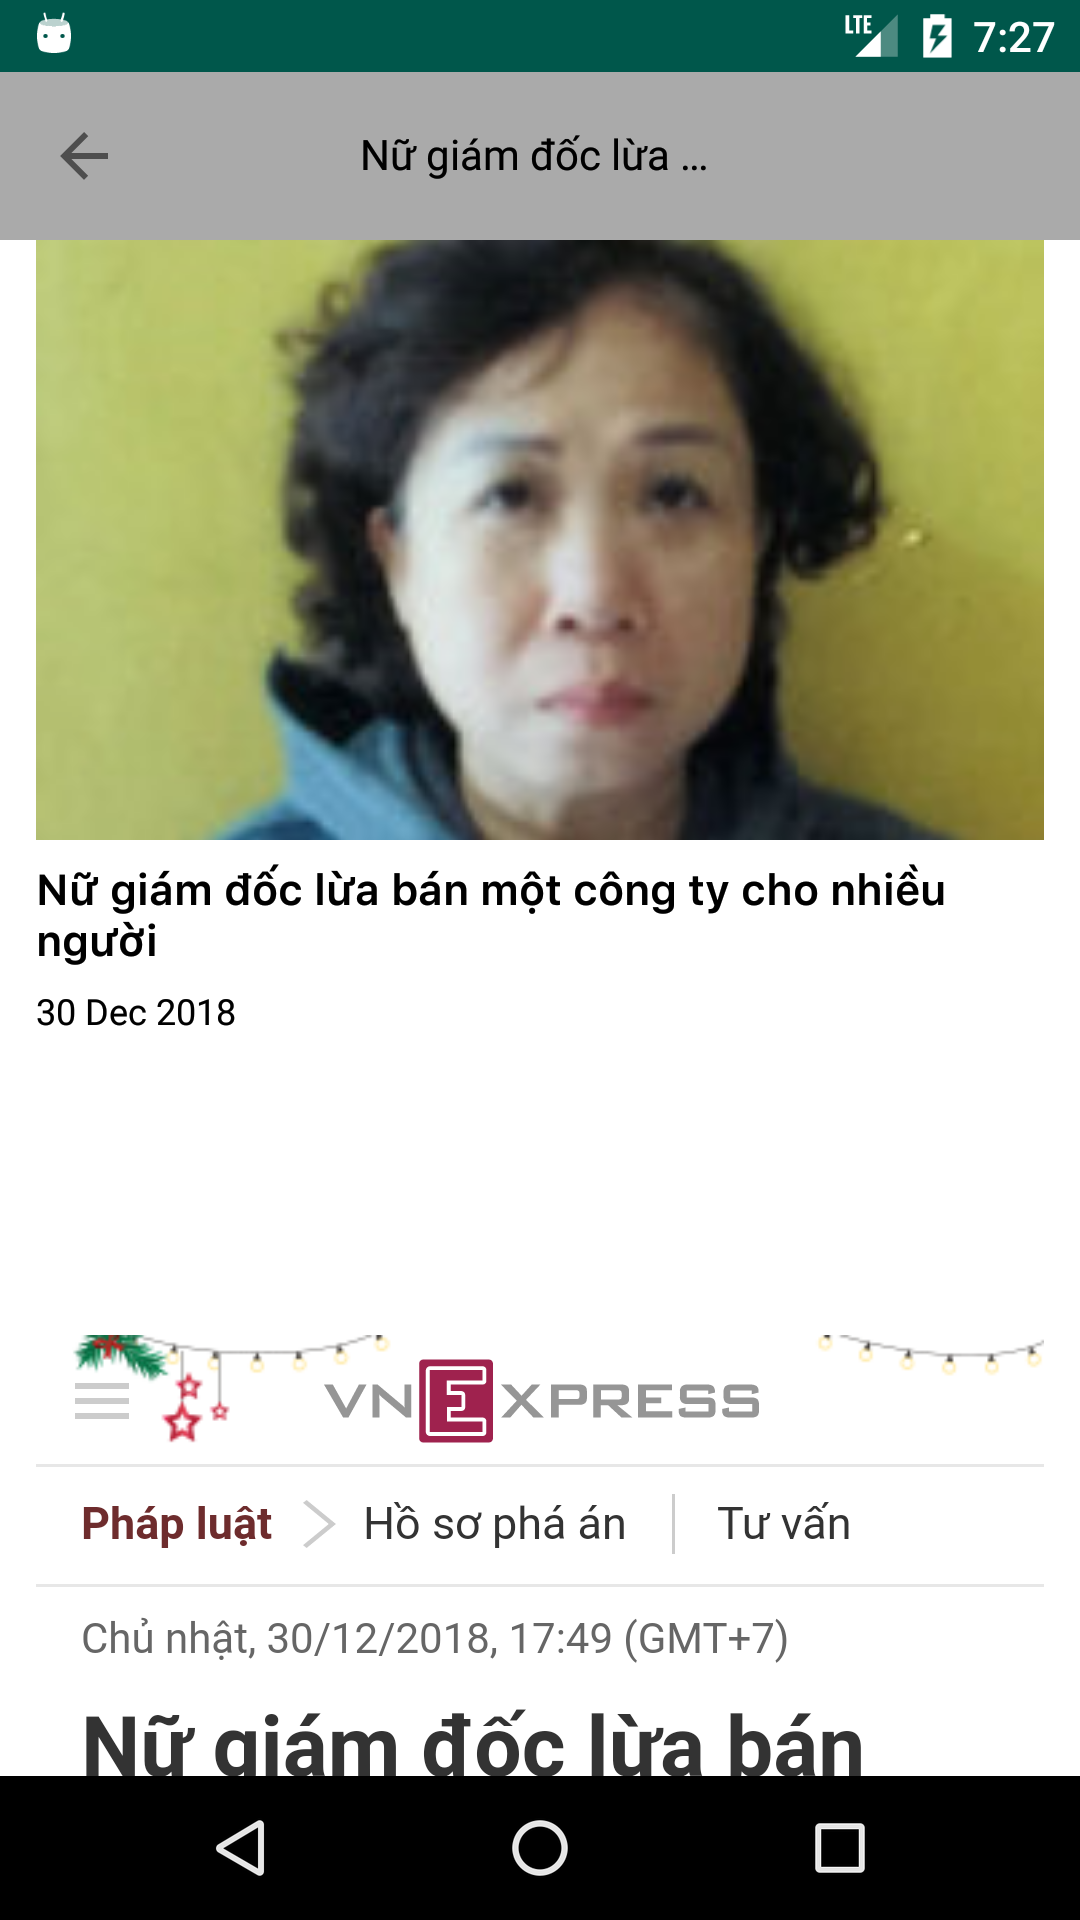 LTE 7:27
Nữ giám đốc lừa ...
Nữ giám đốc lừa bán một công ty cho nhiều
người
30 Dec 2018
VNEXPRESS
Pháp luật Hồ sơ phá án Tư vấn
Chủ nhật, 30/12/2018, 17:49 (GMT+7)
Nữ giám đốc lừa bán